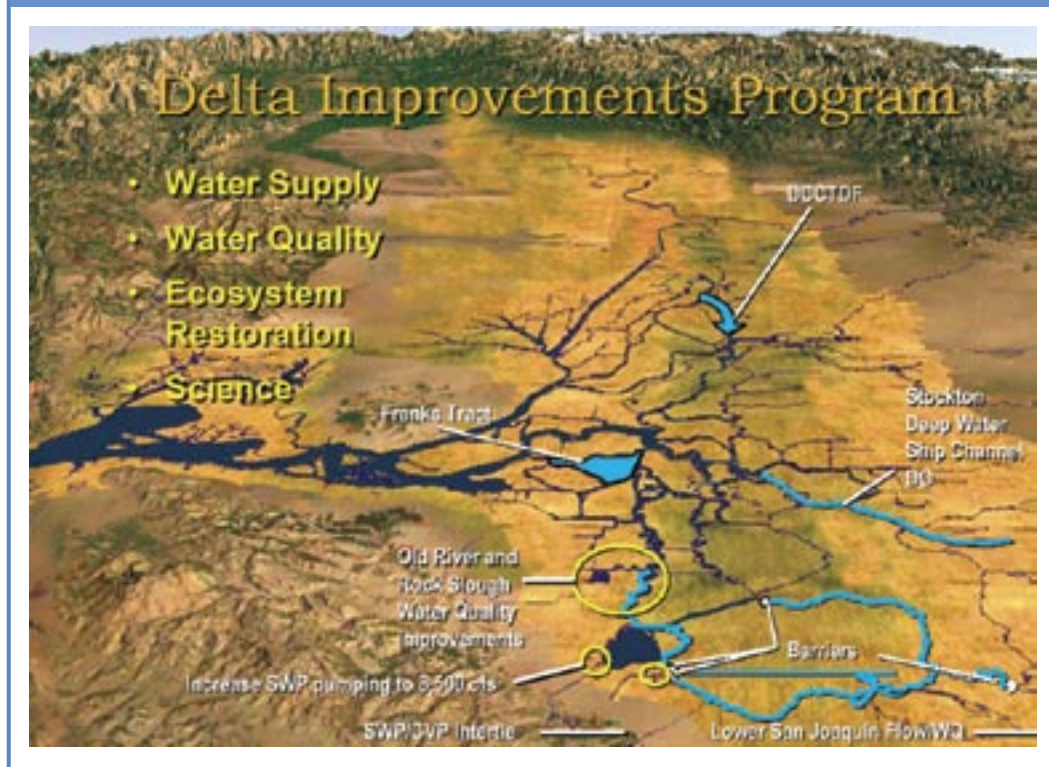 Delta Improvements Program
• Water Supply
• Water Quality
• Ecosystem
Restoration
• Science
DCCTDF
Franks Tract
Stockton
Deep Water
Ship Channel
DO
Old River and
Rock Slough
Water Quality
Improvements
Barriers
Increase SWP pumping to 8,500 cfs
SWP/CVP Intertie
Lower San Joaquin Flow/WQ